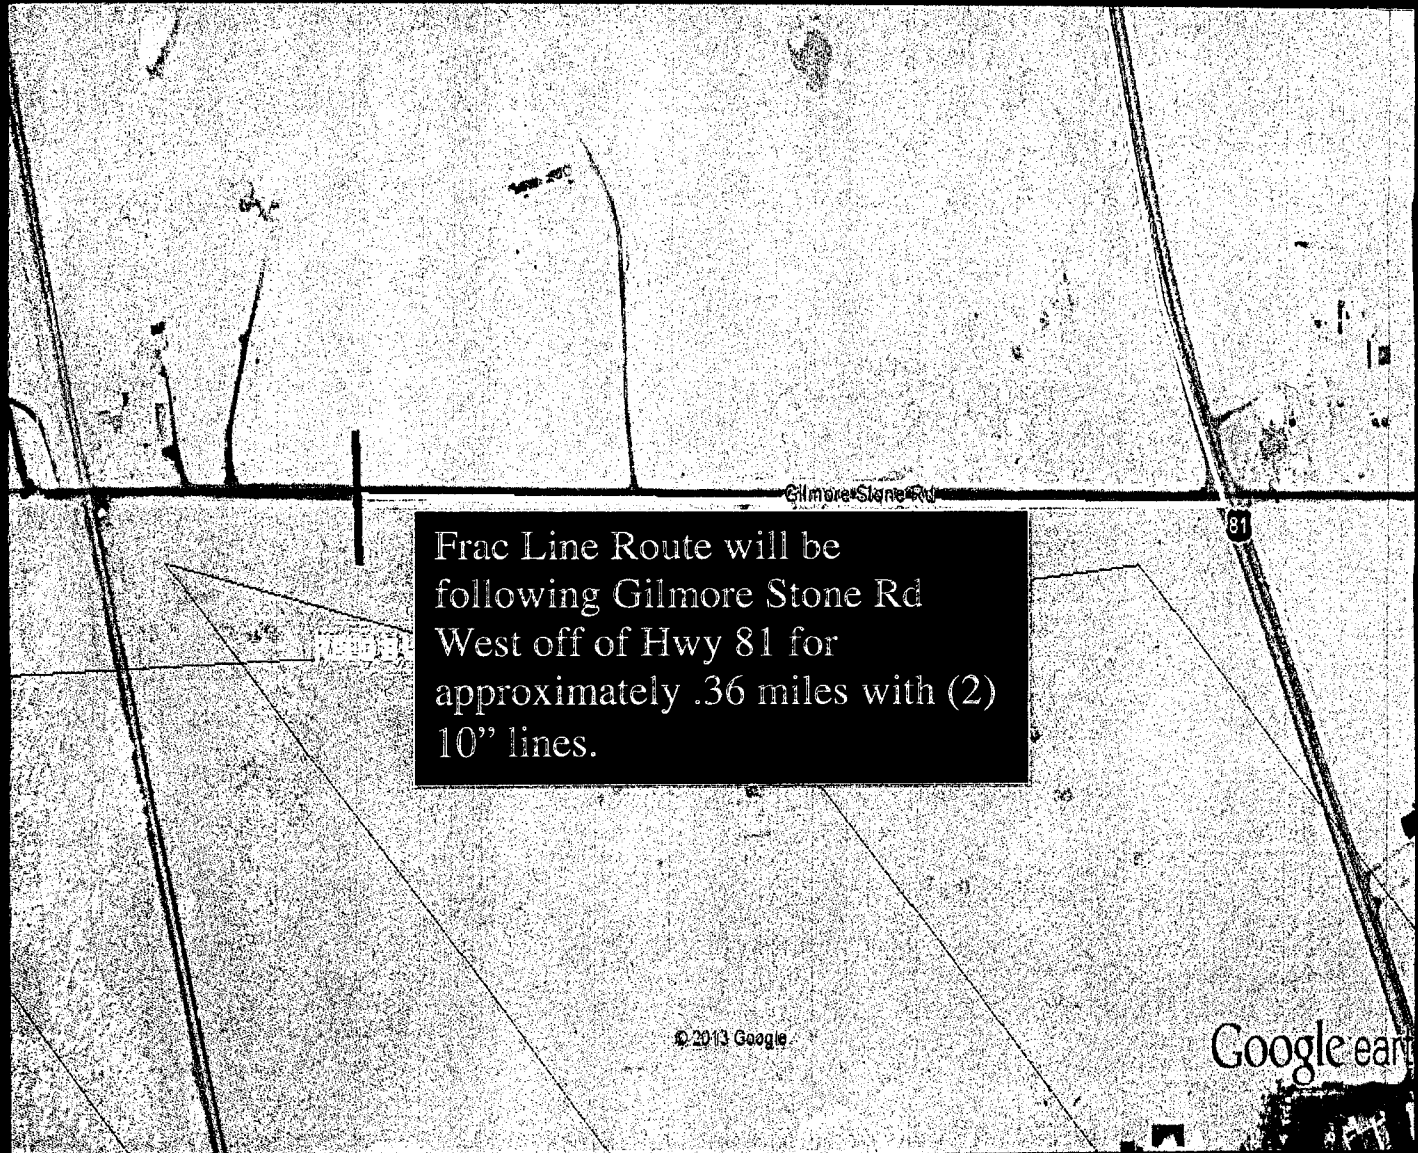 Gilmore Stone Rd
81
Frac Line Route will be
following Gilmore Stone Rd
West off of Hwy 81 for
approximately .36 miles with (2)
10” lines.
© 2013 Google
Google eart